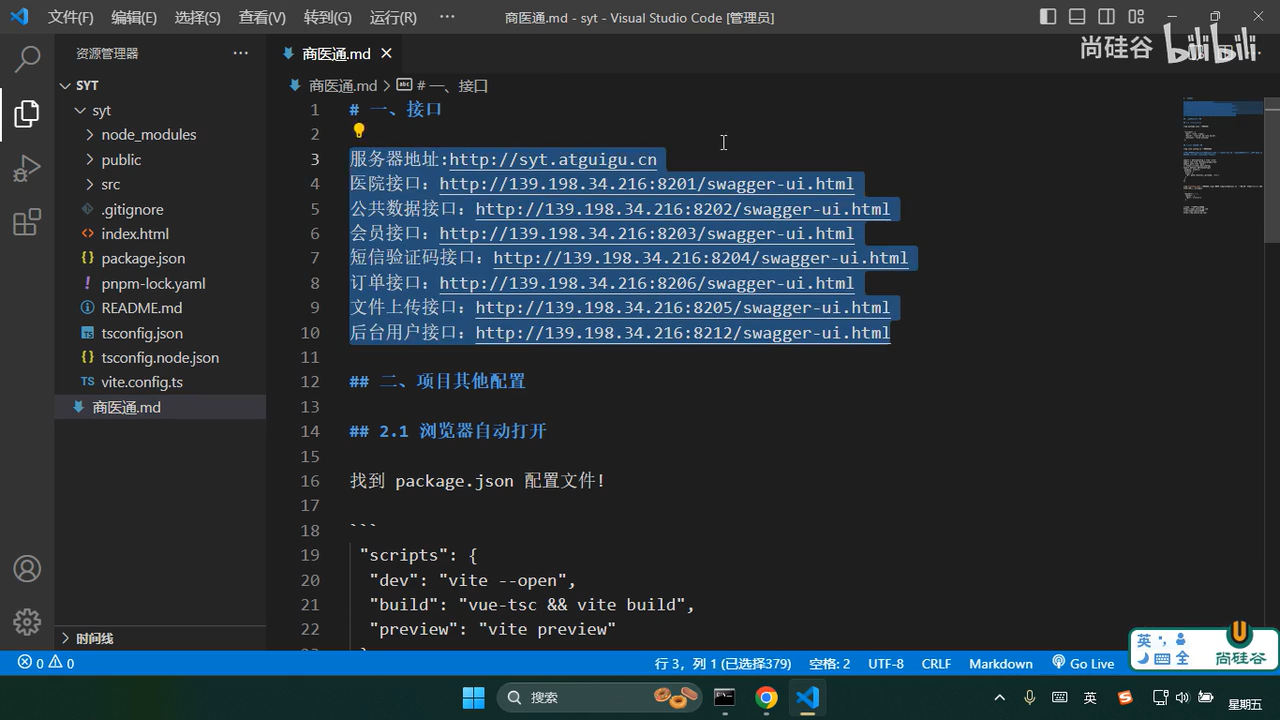 文件(F) 编辑(E) 选择(S) 查看(V) 转到(G) 运行(R) ··· 商医通.md - syt - Visual Studio Code [管理员]
尚硅谷 bilibili
资源管理器 ···
商医通.md
SYT
商医通.md > # 一、接口
syt
node_modules
public
src
.gitignore
index.html
package.json
pnpm-lock.yaml
README.md
tsconfig.json
tsconfig.node.json
TS vite.config.ts
商医通.md
时间线
1 # 一、接口
2
3 服务器地址:http://syt.atguigu.cn
4 医院接口：http://139.198.34.216:8201/swagger-ui.html
5 公共数据接口：http://139.198.34.216:8202/swagger-ui.html
6 会员接口：http://139.198.34.216:8203/swagger-ui.html
7 短信验证码接口：http://139.198.34.216:8204/swagger-ui.html
8 订单接口：http://139.198.34.216:8206/swagger-ui.html
9 文件上传接口：http://139.198.34.216:8205/swagger-ui.html
10 后台用户接口：http://139.198.34.216:8212/swagger-ui.html
11
12 ## 二、项目其他配置
13
14 ## 2.1 浏览器自动打开
15
16 找到 package.json 配置文件!
17
18 ```
19 "scripts": {
20 "dev": "vite --open",
21 "build": "vue-tsc && vite build",
22 "preview": "vite preview"
英 全 尚硅谷
0 0 行 3，列 1 (已选择379) 空格: 2 UTF-8 CRLF Markdown Go Live
搜索 英 星期五